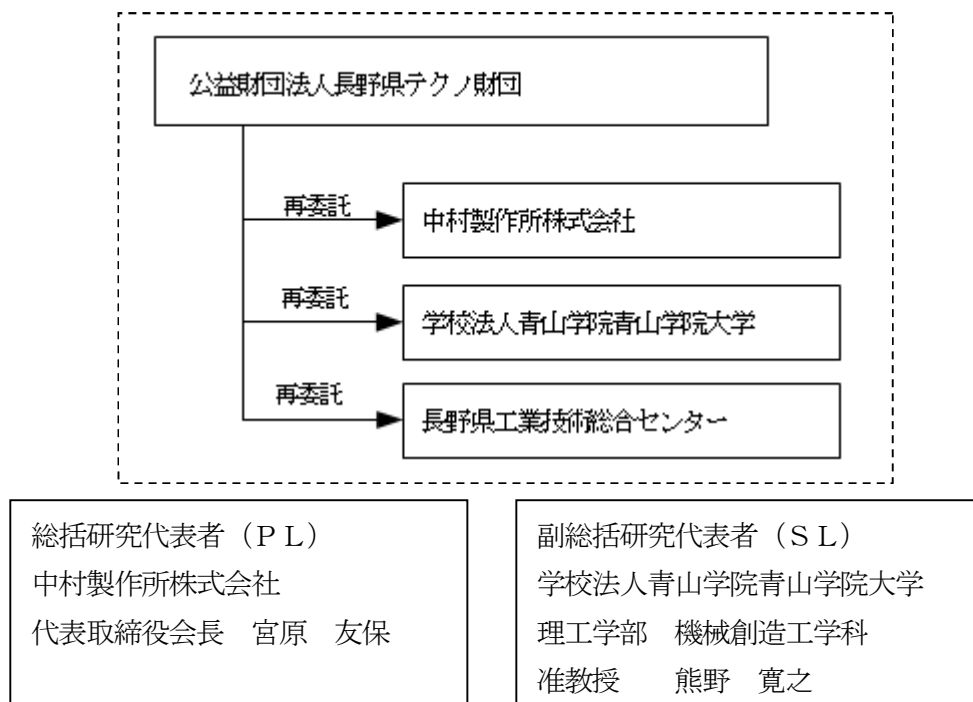 公益財団法人長野県テクノ財団
再委託
中村製作所株式会社
再委託
学校法人青山学院青山学院大学
再委託
長野県工業技術総合センター
総括研究代表者（ＰＬ）
中村製作所株式会社
代表取締役会長　宮原　友保
副総括研究代表者（ＳＬ）
学校法人青山学院青山学院大学
理工学部　機械創造工学科
准教授　　熊野　寛之